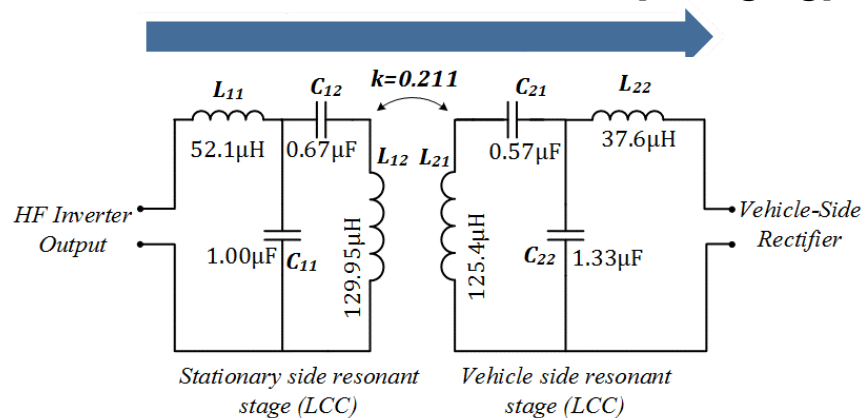 L₁₁
C₁₂
k=0.211
C₂₁
L₂₂
52.1μH
0.67μF
L₁₂
L₂₁
0.57μF
37.6μH
HF Inverter
Output
1.00μF
C₁₁
129.95μH
125.4μH
C₂₂
1.33μF
Vehicle-Side
Rectifier
Stationary side resonant
stage (LCC)
Vehicle side resonant
stage (LCC)